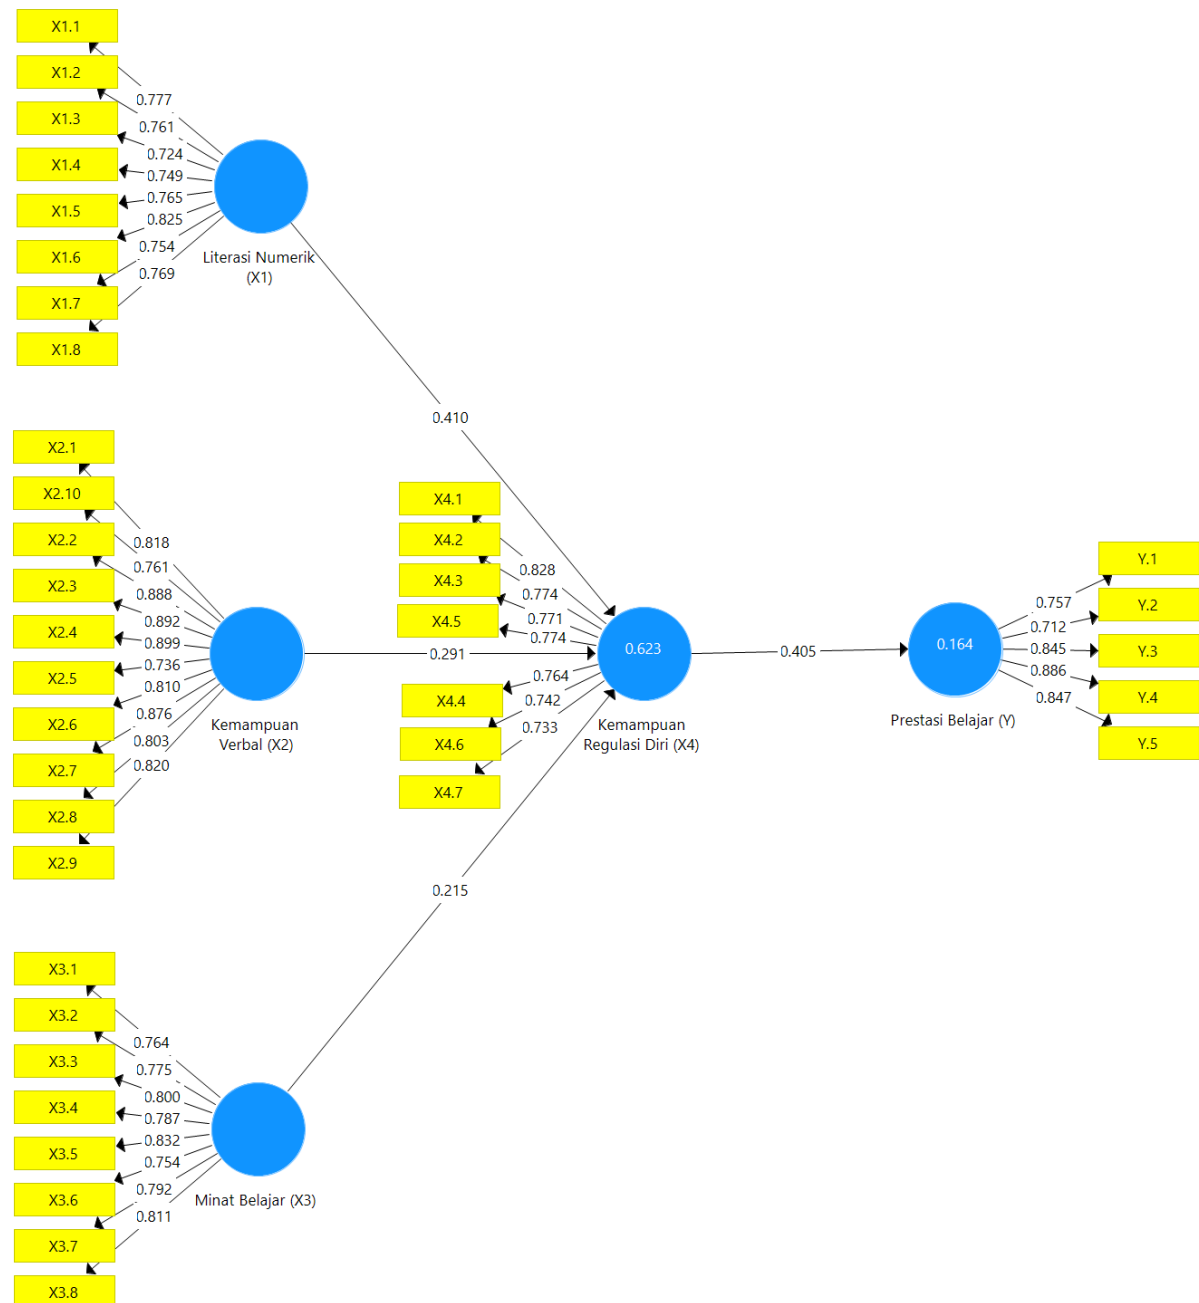 X1.1
X1.2
X1.3
X1.4
X1.5
X1.6
X1.7
X1.8
0.777
0.761
0.724
0.749
0.765
0.825
0.754
0.769
Literasi Numerik
(X1)
0.410
X2.1
X2.10
X2.2
X2.3
X2.4
X2.5
X2.6
X2.7
X2.8
X2.9
0.818
0.761
0.888
0.892
0.899
0.736
0.810
0.876
0.803
0.820
Kemampuan
Verbal (X2)
0.291
X4.1
X4.2
X4.3
X4.5
X4.4
X4.6
X4.7
0.828
0.774
0.771
0.774
0.764
0.742
0.733
0.623
Kemampuan
Regulasi Diri (X4)
0.405
0.164
Prestasi Belajar (Y)
0.757
0.712
0.845
0.886
0.847
Y.1
Y.2
Y.3
Y.4
Y.5
0.215
X3.1
X3.2
X3.3
X3.4
X3.5
X3.6
X3.7
X3.8
0.764
0.775
0.800
0.787
0.832
0.754
0.792
0.811
Minat Belajar (X3)